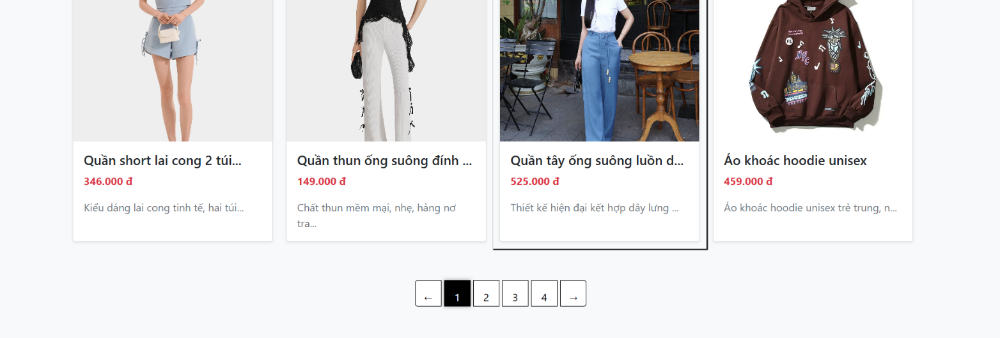 RL
NYC
Quần short lai cong 2 túi...
Quần thun ống suông đính ...
Quần tây ống suông luồn d...
Áo khoác hoodie unisex
346.000 đ
149.000 đ
525.000 đ
459.000 đ
Kiểu dáng lai cong tinh tế, hai túi...
Chất thun mềm mại, nhẹ, hàng nơ
tra...
Thiết kế hiện đại kết hợp dây lưng ...
Áo khoác hoodie unisex trẻ trung, n...
← 1 2 3 4 →